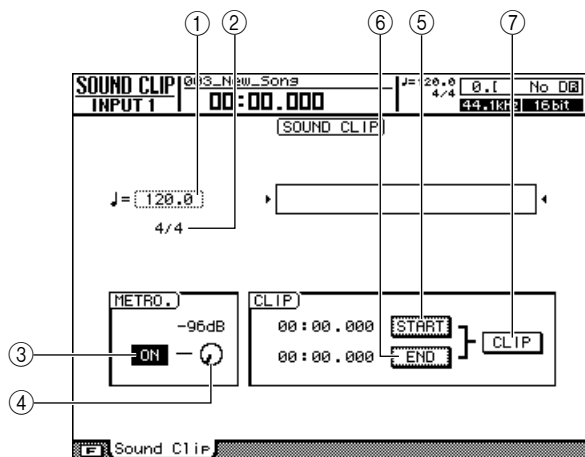 ① ② ⑥ ⑤ ⑦
SOUND CLIP 003_New_Song ♩=120.0 0.[ No DR
INPUT 1 00:00.000 4/4 44.1kHz 16bit
SOUND CLIP
♩= 120.0
4/4
METRO. CLIP
-96dB 00:00.000 START
③ ON CLIP
00:00.000 END
④
F Sound Clip